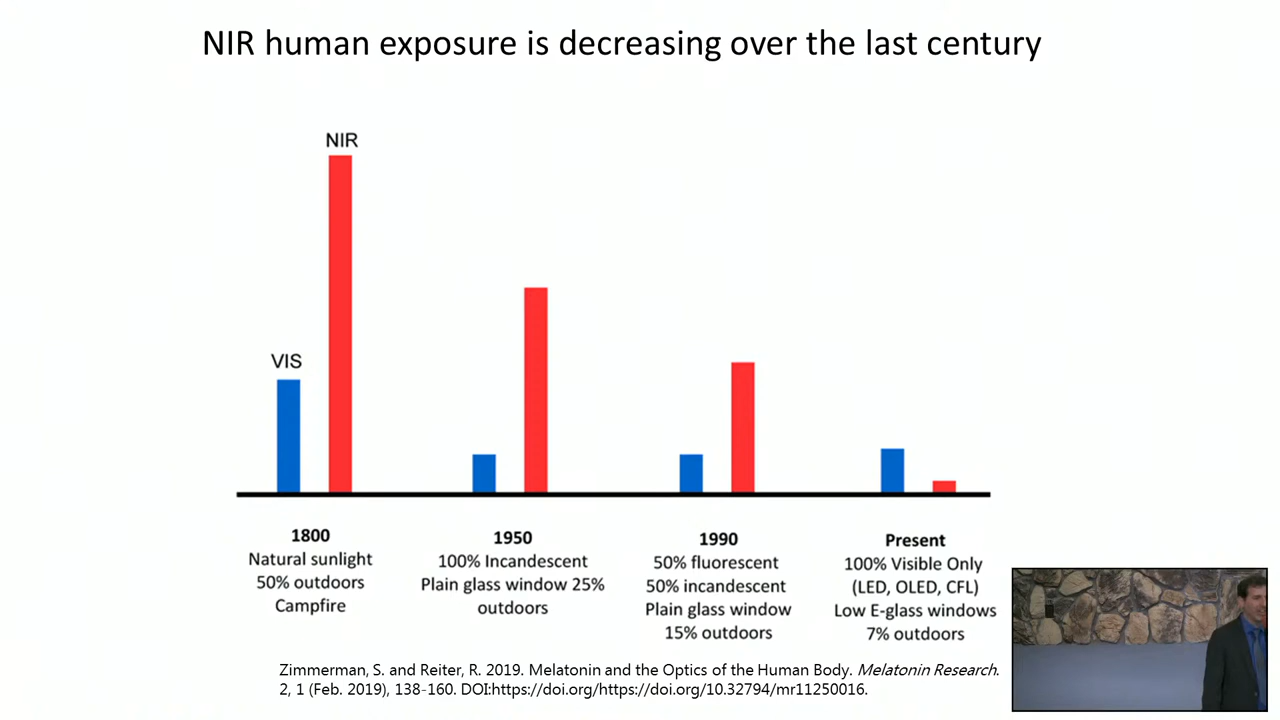 NIR human exposure is decreasing over the last century
NIR
VIS
1800
Natural sunlight
50% outdoors
Campfire
1950
100% Incandescent
Plain glass window 25%
outdoors
1990
50% fluorescent
50% incandescent
Plain glass window
15% outdoors
Present
100% Visible Only
(LED, OLED, CFL)
Low E-glass windows
7% outdoors
Zimmerman, S. and Reiter, R. 2019. Melatonin and the Optics of the Human Body. Melatonin Research.
2, 1 (Feb. 2019), 138-160. DOI:https://doi.org/https://doi.org/10.32794/mr11250016.